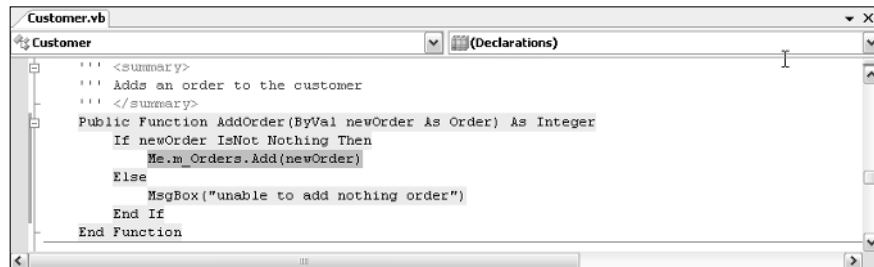 Customer.vb
Customer (Declarations)
''' <summary>
''' Adds an order to the customer
''' </summary>
Public Function AddOrder(ByVal newOrder As Order) As Integer
If newOrder IsNot Nothing Then
Me.m_Orders.Add(newOrder)
Else
MsgBox("unable to add nothing order")
End If
End Function